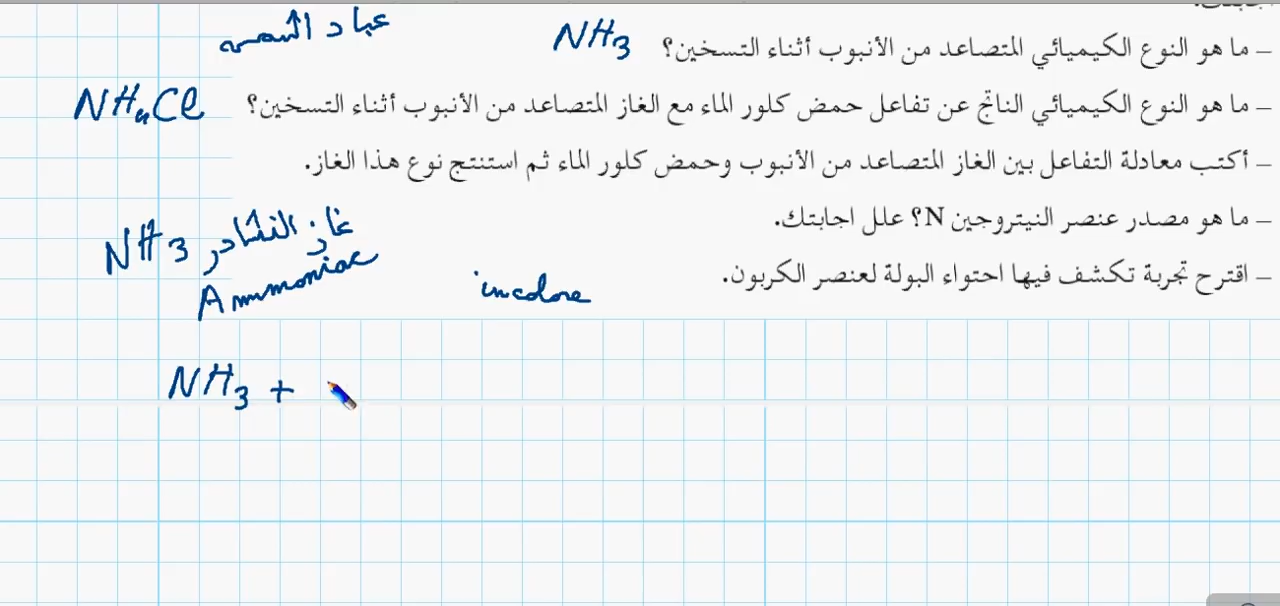 اجابتك.
عباد الشمس
– ما هو النوع الكيميائي المتصاعد من الأنبوب أثناء التسخين؟ NH3
– ما هو النوع الكيميائي الناتج عن تفاعل حمض كلور الماء مع الغاز المتصاعد من الأنبوب أثناء التسخين؟ NH4Cl
– أكتب معادلة التفاعل بين الغاز المتصاعد من الأنبوب وحمض كلور الماء ثم استنتج نوع هذا الغاز.
– ما هو مصدر عنصر النيتروجين N؟ علل اجابتك.
غاز النشادر NH3
Ammoniac
– اقترح تجربة تكشف فيها احتواء البولة لعنصر الكربون.
incolore
NH3 +